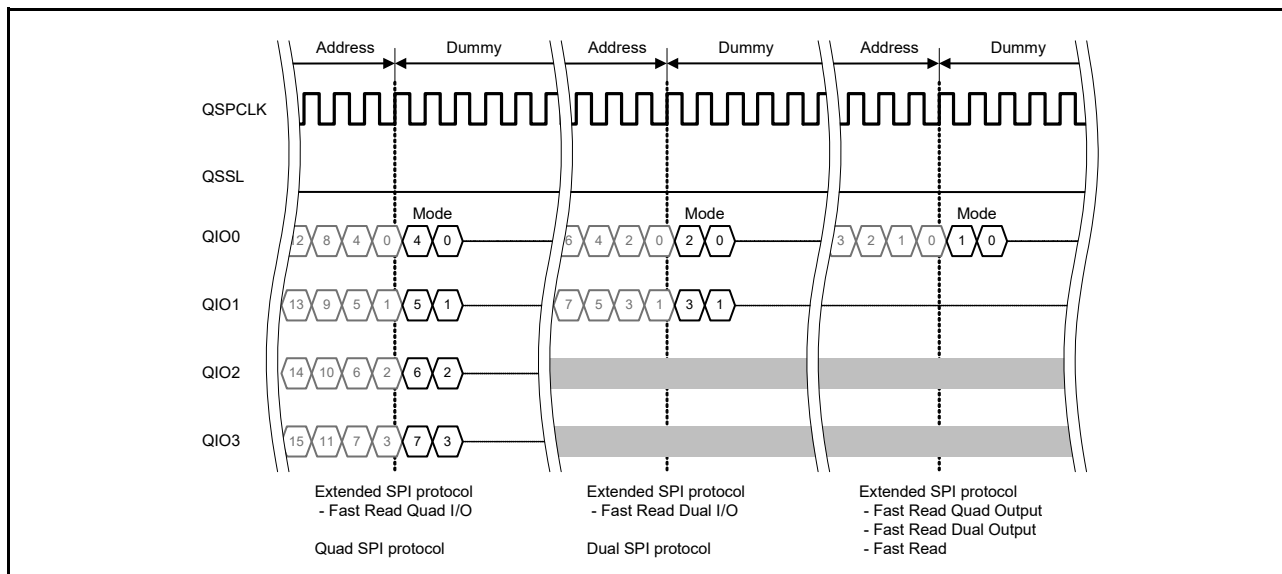 Address Dummy Address Dummy Address Dummy
QSPCLK
QSSL
Mode Mode Mode
QIO0 12 8 4 0 4 0 6 4 2 0 2 0 3 2 1 0 1 0
QIO1 13 9 5 1 5 1 7 5 3 1 3 1
QIO2 14 10 6 2 6 2
QIO3 15 11 7 3 7 3
Extended SPI protocol
- Fast Read Quad I/O
Quad SPI protocol
Extended SPI protocol
- Fast Read Dual I/O
Dual SPI protocol
Extended SPI protocol
- Fast Read Quad Output
- Fast Read Dual Output
- Fast Read